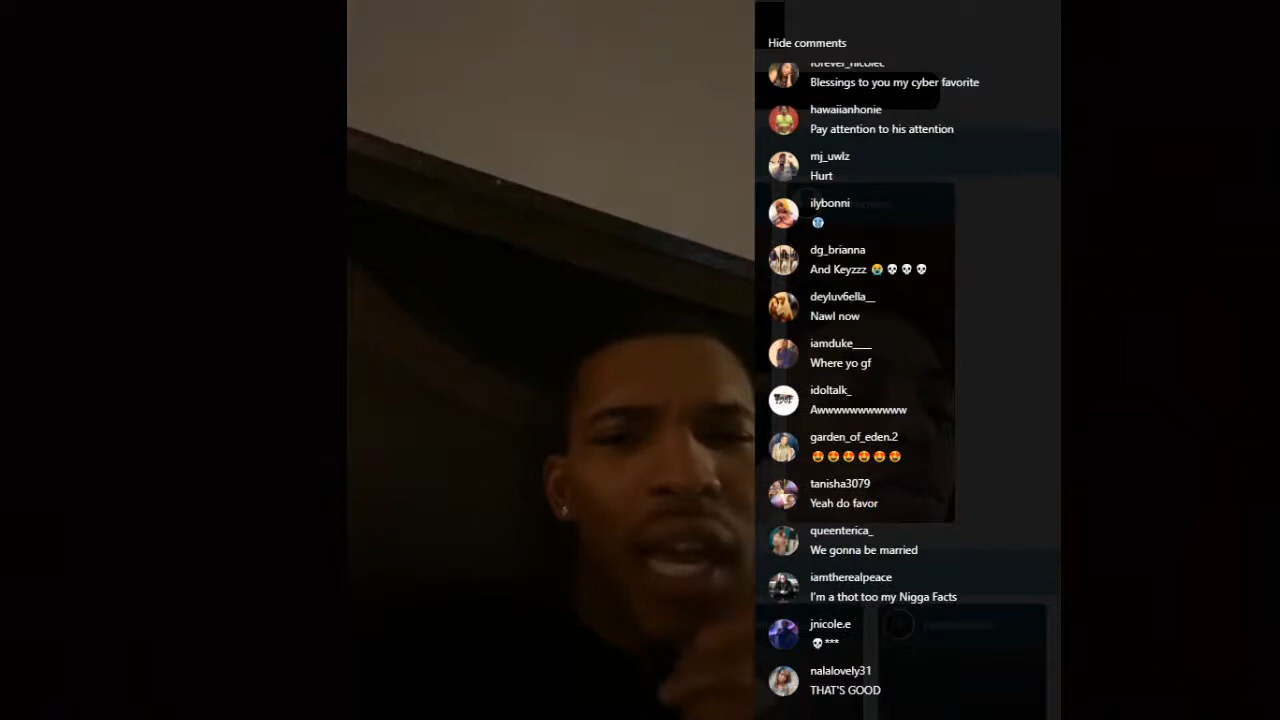 Hide comments
forever_nicolec
Blessings to you my cyber favorite
hawaiianhonie
Pay attention to his attention
mj_uwlz
Hurt
ilybonni
🥶
dg_brianna
And Keyzzz 😭💀💀💀
deyluv6ella__
Nawl now
iamduke____
Where yo gf
idoltalk_
Awwwwwwwwwww
garden_of_eden.2
😍😍😍😍😍😍
tanisha3079
Yeah do favor
queenterica_
We gonna be married
iamtherealpeace
I'm a thot too my Nigga Facts
jnicole.e
💀***
nalalovely31
THAT'S GOOD